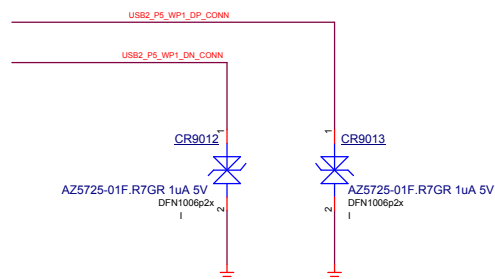 USB2_P5_WP1_DP_CONN
USB2_P5_WP1_DN_CONN
1
CR9012
1
CR9013
AZ5725-01F.R7GR 1uA 5V
DFN1006p2x
I
2
AZ5725-01F.R7GR 1uA 5V
DFN1006p2x
I
2